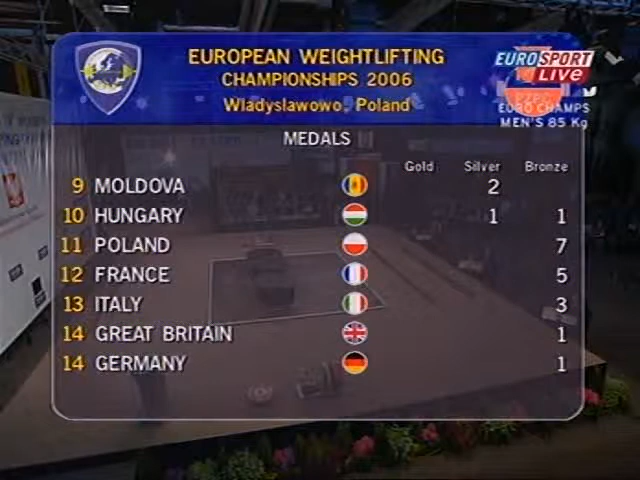 EUROPEAN WEIGHTLIFTING
CHAMPIONSHIPS 2006
Wladyslawowo, Poland
EUROSPORT
LIVE
EURO CHAMPS
MEN'S 85 Kg
MEDALS
Gold Silver Bronze
9 MOLDOVA 2
10 HUNGARY 1 1
11 POLAND 7
12 FRANCE 5
13 ITALY 3
14 GREAT BRITAIN 1
14 GERMANY 1